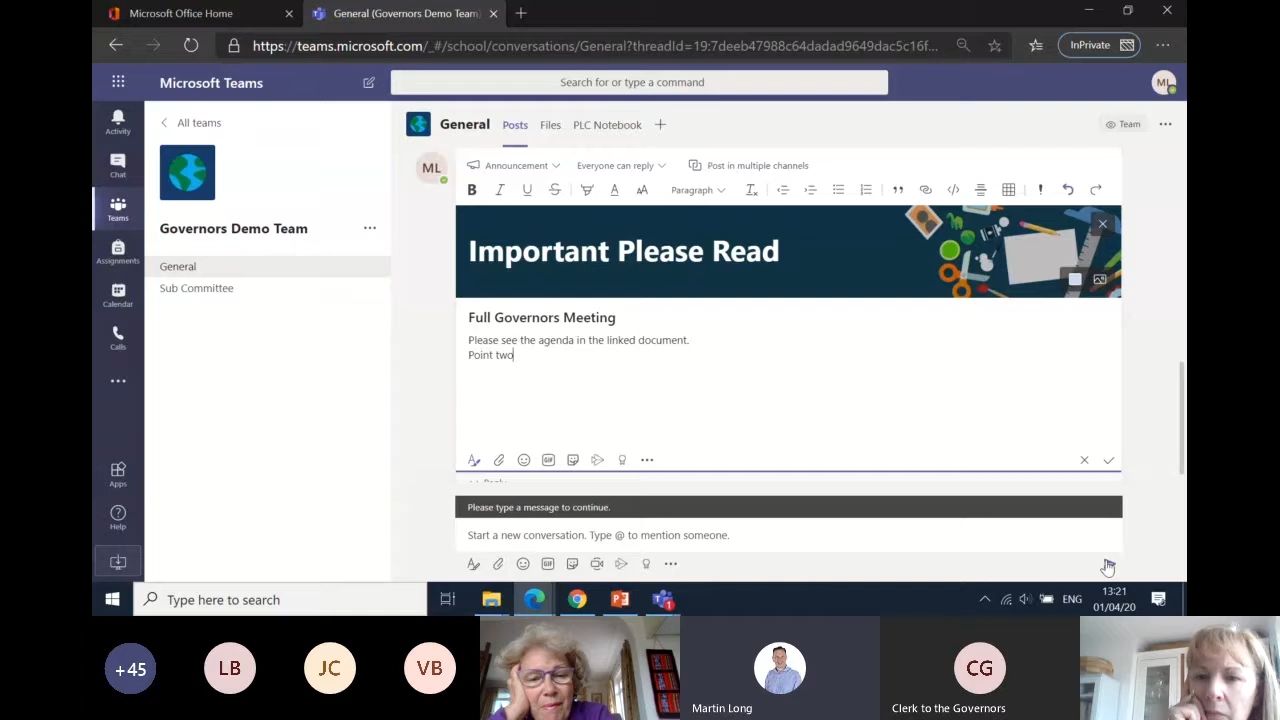 Microsoft Office Home
General (Governors Demo Team)
https://teams.microsoft.com/_#/school/conversations/General?threadId=19:7deeb47988c64dadad9649dac5c16f...
InPrivate
Microsoft Teams
Search for or type a command
ML
Activity
Chat
Teams
Assignments
Calendar
Calls
Apps
Help
All teams
Governors Demo Team
General
Sub Committee
General Posts Files PLC Notebook
Team
ML
Announcement Everyone can reply Post in multiple channels
B I U S A AA Paragraph Tx
Important Please Read
Full Governors Meeting
Please see the agenda in the linked document.
Point two
GIF
Please type a message to continue.
Start a new conversation. Type @ to mention someone.
GIF
Type here to search
1
ENG
13:21
01/04/20
+45
LB
JC
VB
CG
Martin Long
Clerk to the Governors